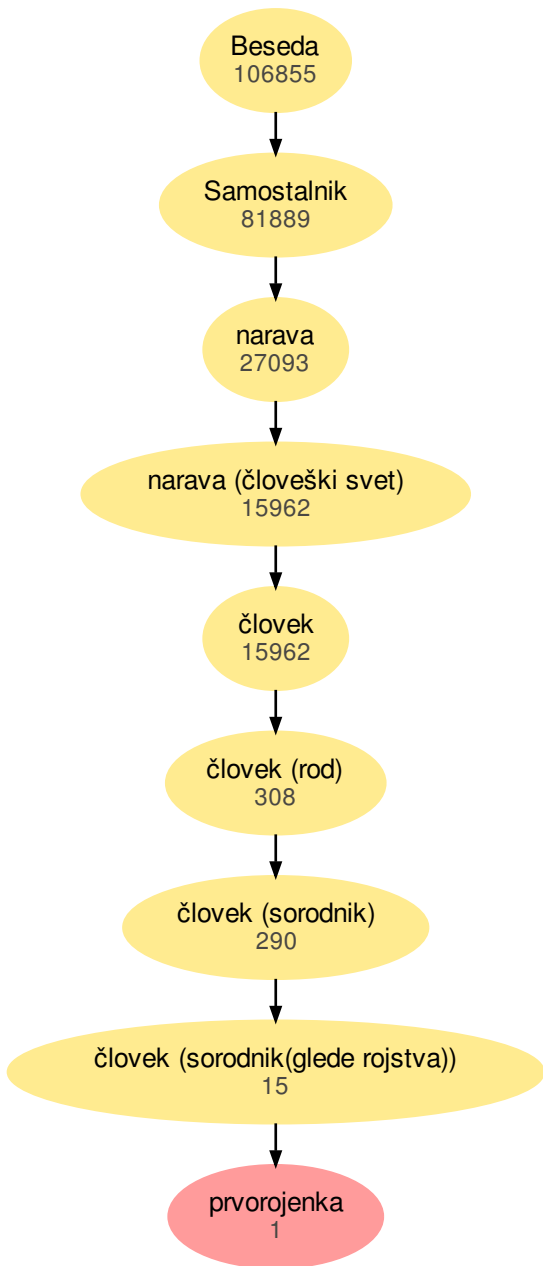 Beseda
106855
Samostalnik
81889
narava
27093
narava (človeški svet)
15962
človek
15962
človek (rod)
308
človek (sorodnik)
290
človek (sorodnik(glede rojstva))
15
prvorojenka
1